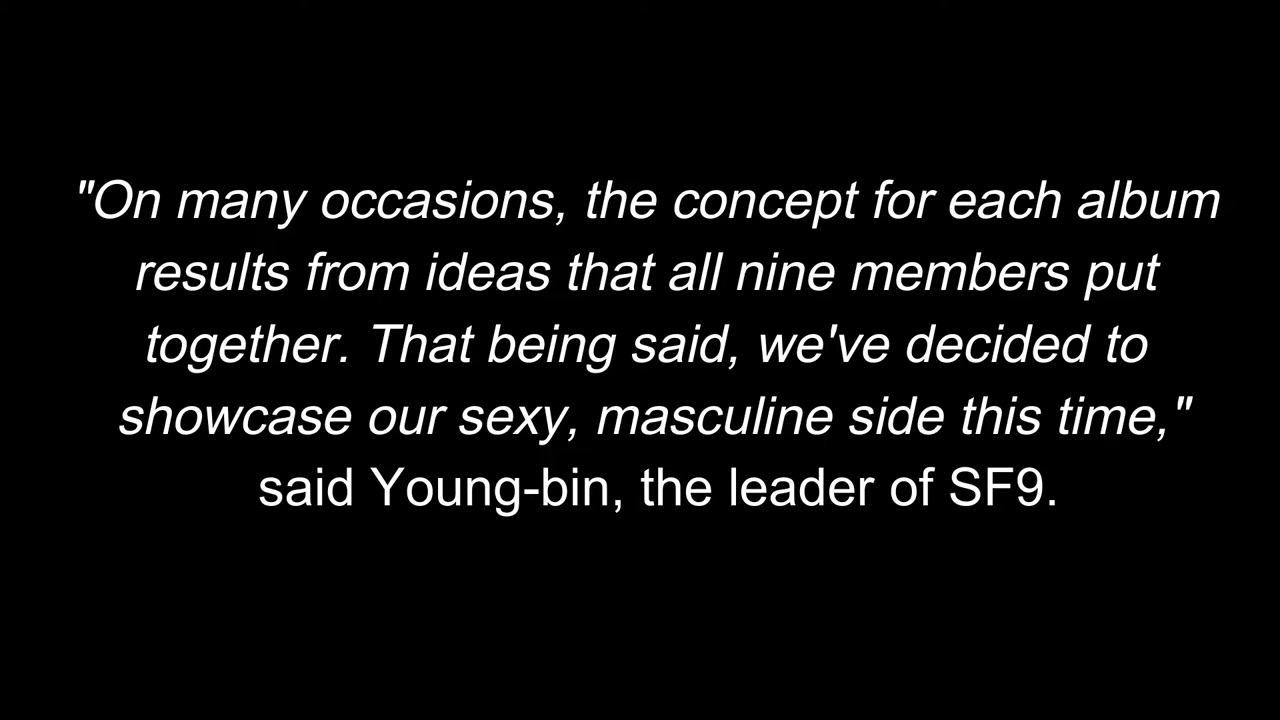 "On many occasions, the concept for each album
results from ideas that all nine members put
together. That being said, we've decided to
showcase our sexy, masculine side this time,"
said Young-bin, the leader of SF9.